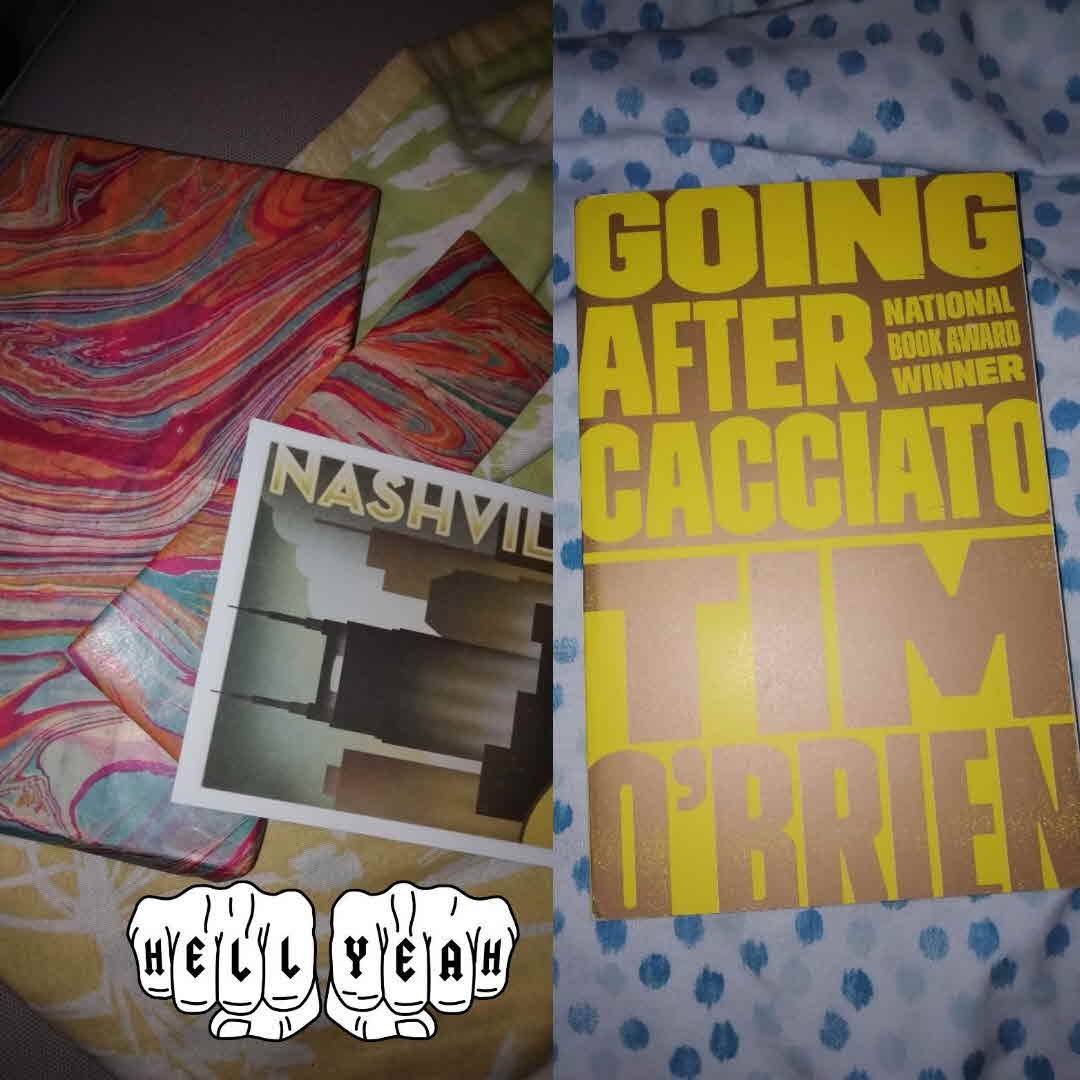 NASHVIL
HELL YEAH
GOING
AFTER
NATIONAL
BOOK AWARD
WINNER
CACCIATO
TIM
O'BRIEN